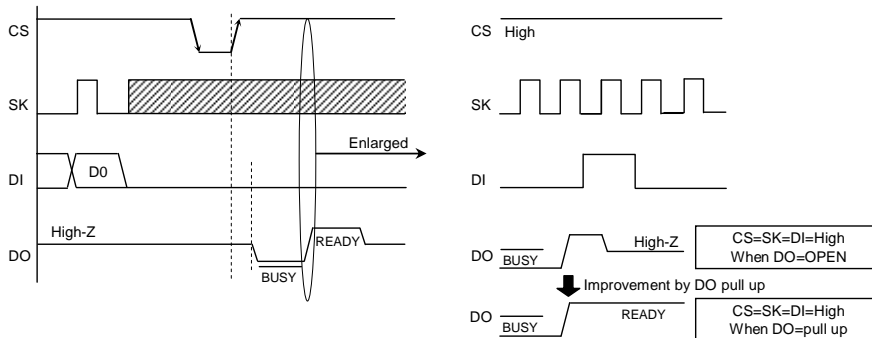 CS
SK
DI
D0
Enlarged
DO
High-Z
BUSY
READY
CS
High
SK
DI
DO
BUSY
High-Z
CS=SK=DI=High
When DO=OPEN
Improvement by DO pull up
DO
BUSY
READY
CS=SK=DI=High
When DO=pull up